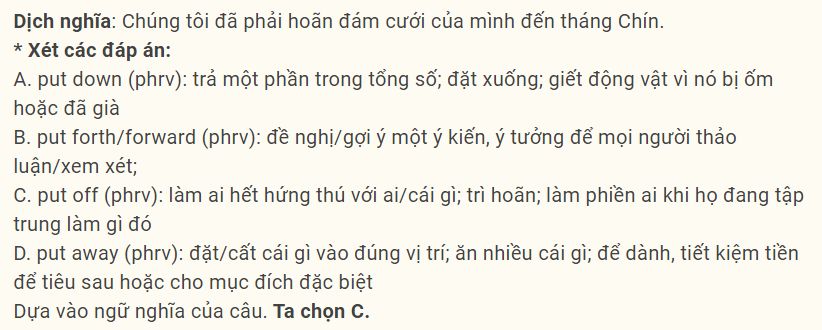 Dịch nghĩa: Chúng tôi đã phải hoãn đám cưới của mình đến tháng Chín.
* Xét các đáp án:
A. put down (phrv): trả một phần trong tổng số; đặt xuống; giết động vật vì nó bị ốm
hoặc đã già
B. put forth/forward (phrv): đề nghị/gợi ý một ý kiến, ý tưởng để mọi người thảo
luận/xem xét;
C. put off (phrv): làm ai hết hứng thú với ai/cái gì; trì hoãn; làm phiền ai khi họ đang tập
trung làm gì đó
D. put away (phrv): đặt/cất cái gì vào đúng vị trí; ăn nhiều cái gì; để dành, tiết kiệm tiền
để tiêu sau hoặc cho mục đích đặc biệt
Dựa vào ngữ nghĩa của câu. Ta chọn C.